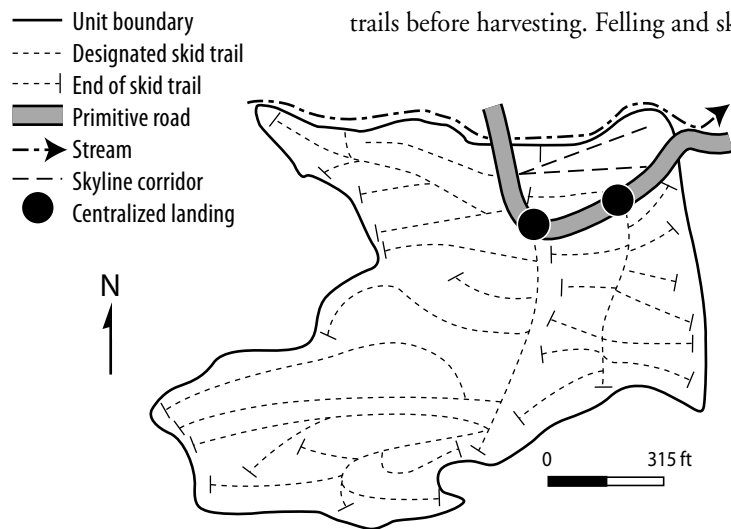 trails before harvesting. Felling and sk
Unit boundary
Designated skid trail
End of skid trail
Primitive road
Stream
Skyline corridor
Centralized landing
N
0 315 ft